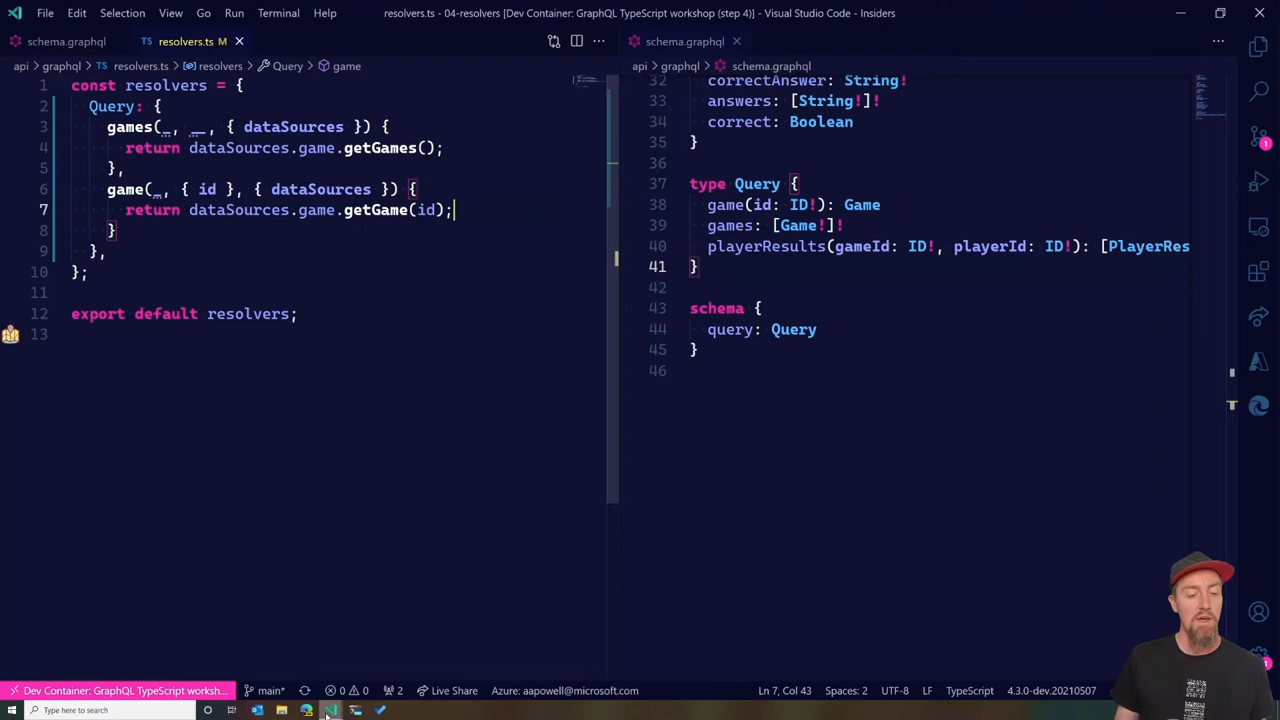 File Edit Selection View Go Run Terminal Help resolvers.ts - 04-resolvers [Dev Container: GraphQL TypeScript workshop (step 4)] - Visual Studio Code - Insiders
schema.graphql TS resolvers.ts M
schema.graphql
api > graphql > TS resolvers.ts > resolvers > Query > game
api > graphql > schema.graphql
1 const resolvers = {
2 Query: {
3 games(_, __, { dataSources }) {
4 return dataSources.game.getGames();
5 },
6 game(_, { id }, { dataSources }) {
7 return dataSources.game.getGame(id);
8 }
9 },
10 };
11
12 export default resolvers;
13
32 correctAnswer: String!
33 answers: [String!]!
34 correct: Boolean
35 }
36
37 type Query {
38 game(id: ID!): Game
39 games: [Game!]!
40 playerResults(gameId: ID!, playerId: ID!): [PlayerRes
41 }
42
43 schema {
44 query: Query
45 }
46
1
1
Dev Container: GraphQL TypeScript worksh... main* 0 0 2 Live Share Azure: aapowell@microsoft.com Ln 7, Col 43 Spaces: 2 UTF-8 LF TypeScript 4.3.0-dev.20210507
Type here to search